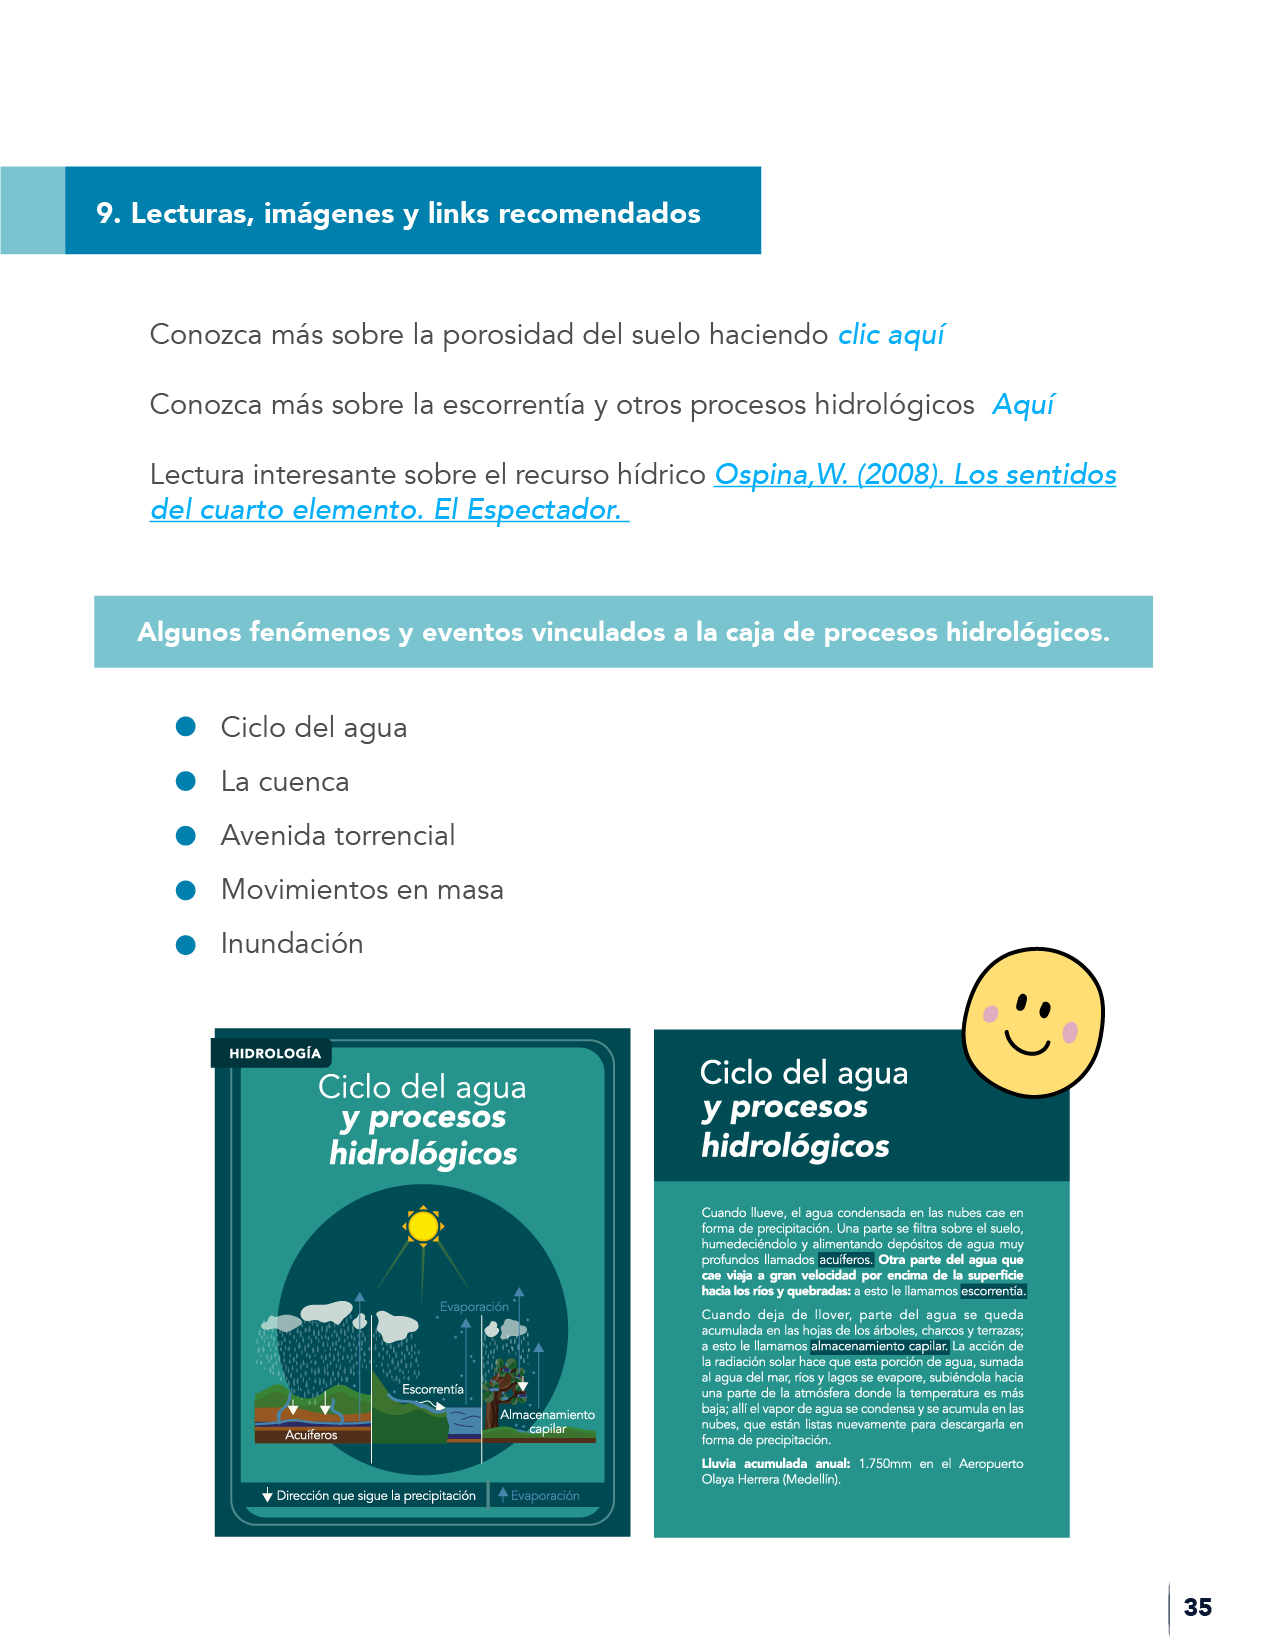 9. Lecturas, imágenes y links recomendados
Conozca más sobre la porosidad del suelo haciendo clic aquí
Conozca más sobre la escorrentía y otros procesos hidrológicos Aquí
Lectura interesante sobre el recurso hídrico Ospina,W. (2008). Los sentidos
del cuarto elemento. El Espectador.
Algunos fenómenos y eventos vinculados a la caja de procesos hidrológicos.
Ciclo del agua
La cuenca
Avenida torrencial
Movimientos en masa
Inundación
HIDROLOGÍA
Ciclo del agua
y procesos
hidrológicos
Evaporación
Escorrentía
Almacenamiento
capilar
Acuíferos
Dirección que sigue la precipitación
Evaporación
Ciclo del agua
y procesos
hidrológicos
Cuando llueve, el agua condensada en las nubes cae en
forma de precipitación. Una parte se filtra sobre el suelo,
humedeciéndolo y alimentando depósitos de agua muy
profundos llamados acuíferos. Otra parte del agua que
cae viaja a gran velocidad por encima de la superficie
hacia los ríos y quebradas: a esto le llamamos escorrentía.
Cuando deja de llover, parte del agua se queda
acumulada en las hojas de los árboles, charcos y terrazas;
a esto le llamamos almacenamiento capilar. La acción de
la radiación solar hace que esta porción de agua, sumada
al agua del mar, ríos y lagos se evapore, subiéndola hacia
una parte de la atmósfera donde la temperatura es más
baja; allí el vapor de agua se condensa y se acumula en las
nubes, que están listas nuevamente para descargarla en
forma de precipitación.
Lluvia acumulada anual: 1.750mm en el Aeropuerto
Olaya Herrera (Medellín).
35